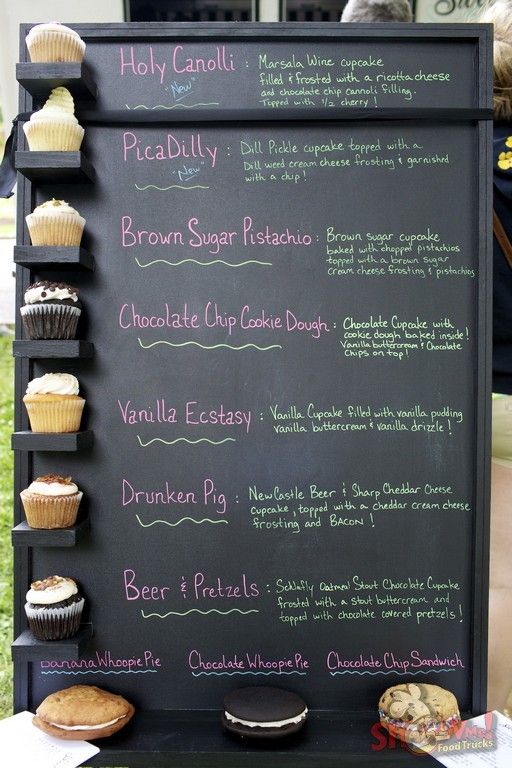 Holy Canolli : Marsala Wine cupcake
"New" filled & frosted with a ricotta cheese
and chocolate chip cannoli filling.
Topped with 1/2 cherry!
PicaDilly : Dill Pickle cupcake topped with a
"New" Dill weed cream cheese frosting & garnished
with a chip!
Brown Sugar Pistachio : Brown sugar cupcake
baked with chopped pistachios
topped with a brown sugar
cream cheese frosting & pistachios
Chocolate Chip Cookie Dough : Chocolate Cupcake with
cookie dough baked inside!
Vanilla buttercream & Chocolate
Chips on top!
Vanilla Ecstasy : Vanilla Cupcake filled with vanilla pudding
vanilla buttercream & vanilla drizzle!
Drunken Pig : New Castle Beer & Sharp Cheddar Cheese
cupcake, topped with a cheddar cream cheese
frosting and BACON!
Beer & Pretzels : Schlafly Oatmeal Stout Chocolate Cupcake
frosted with a stout buttercream and
topped with chocolate covered pretzels!
Banana Whoopie Pie Chocolate Whoopie Pie Chocolate Chip Sandwich
Food Trucks